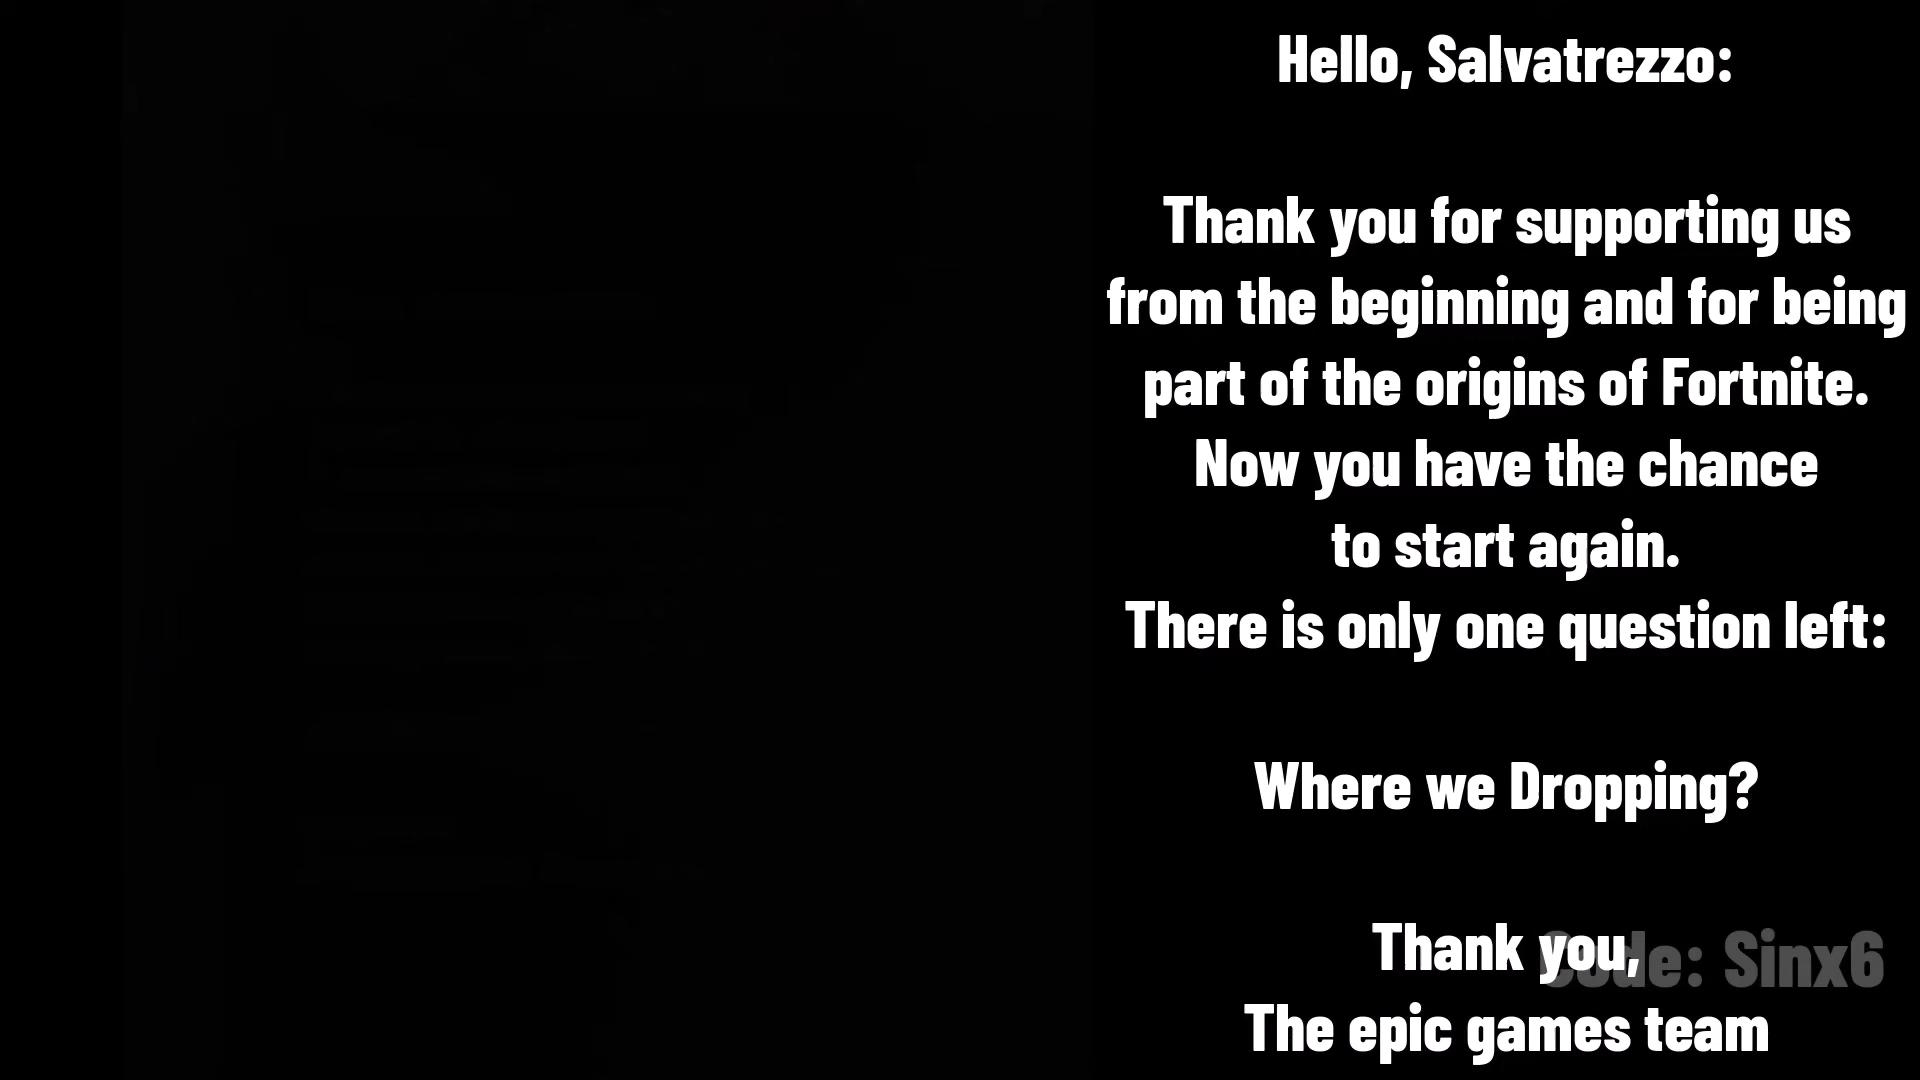 Hello, Salvatrezzo:
Thank you for supporting us
from the beginning and for being
part of the origins of Fortnite.
Now you have the chance
to start again.
There is only one question left:
Where we Dropping?
Thank you,
Code: Sinx6
The epic games team